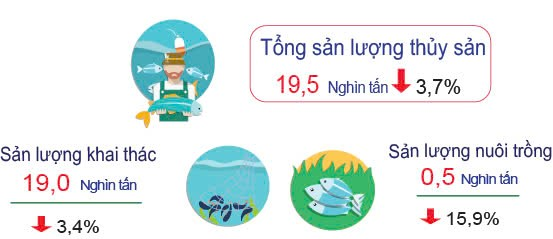 Tổng sản lượng thủy sản
19,5 Nghìn tấn 3,7%
Sản lượng khai thác
19,0 Nghìn tấn
3,4%
Sản lượng nuôi trồng
0,5 Nghìn tấn
15,9%